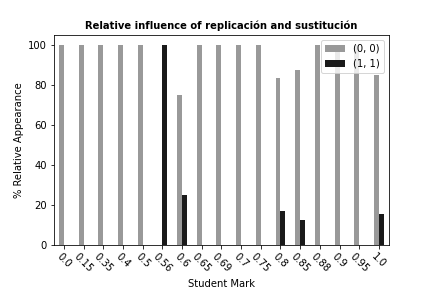 Relative influence of replicación and sustitución
100
80
60
40
20
0
% Relative Appearance
(0, 0)
(1, 1)
0.0 0.15 0.35 0.4 0.5 0.56 0.6 0.65 0.69 0.7 0.75 0.8 0.85 0.88 0.9 0.95 1.0
Student Mark